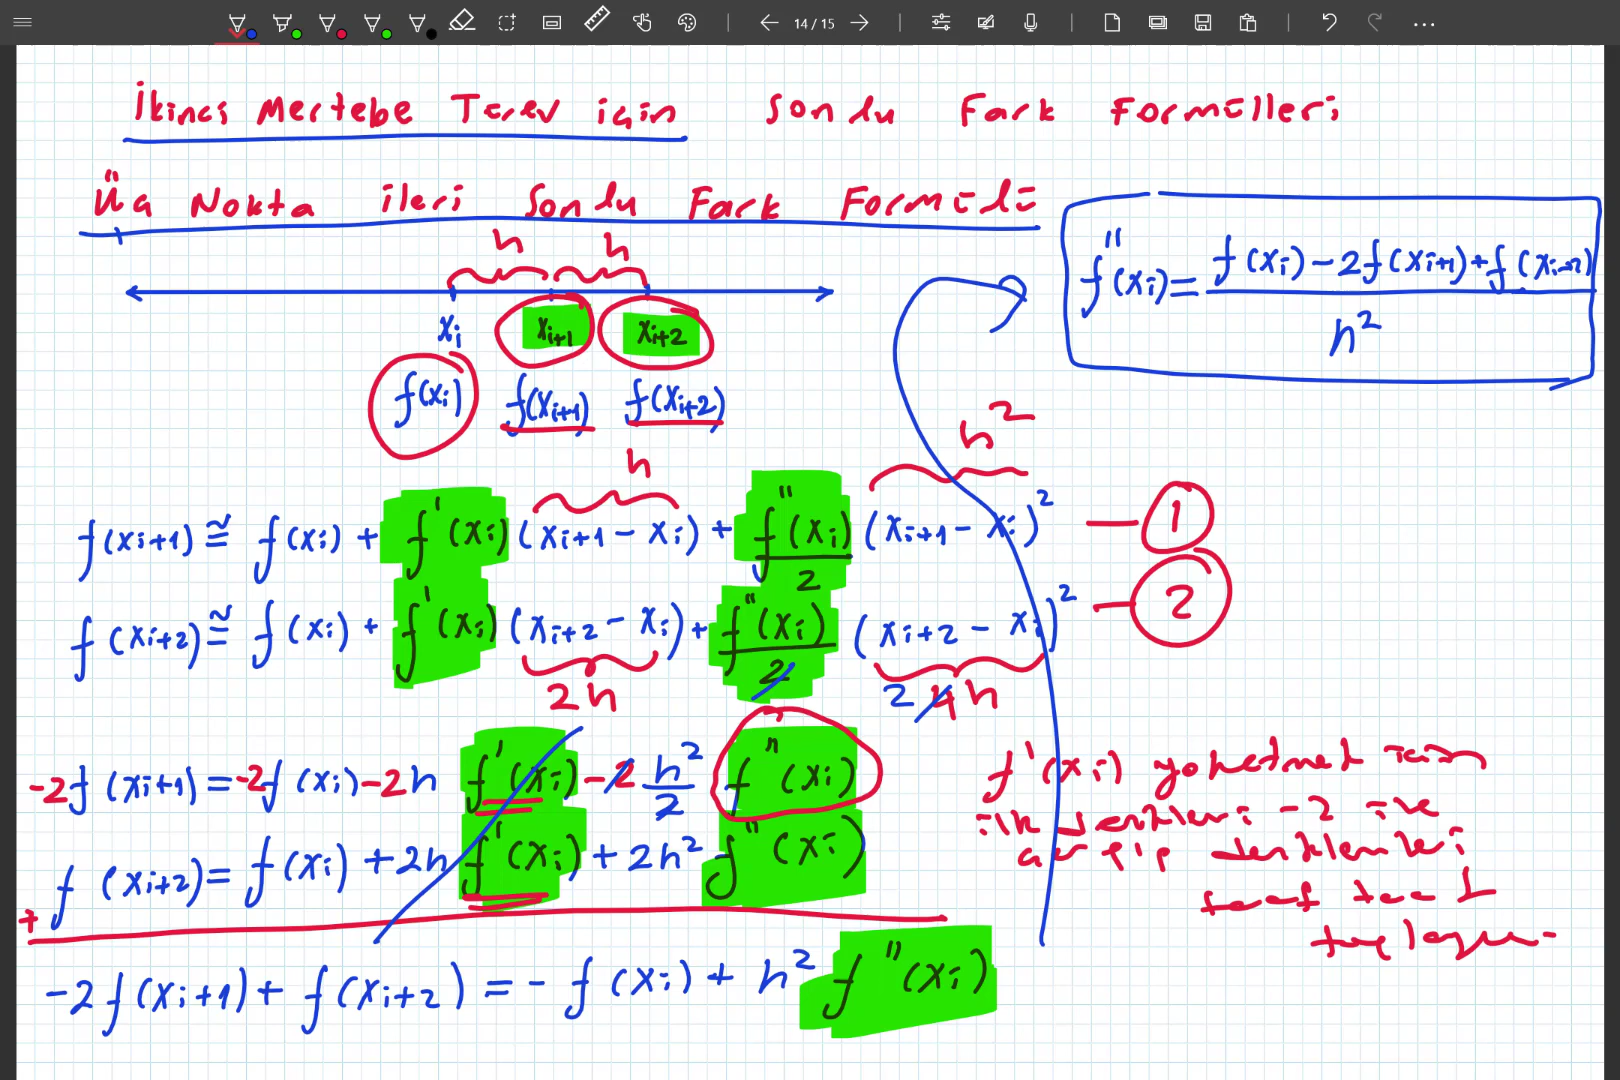 14 / 15
İkinci Mertebe Türev için Sonlu Fark Formülleri
Üç Nokta ileri Sonlu Fark Formülü
h h
xᵢ xᵢ₊₁ xᵢ₊₂
f(xᵢ) f(xᵢ₊₁) f(xᵢ₊₂)
f''(xᵢ) = f(xᵢ) - 2f(xᵢ₊₁) + f(xᵢ₊₂)
h²
h h²
f(xᵢ₊₁) ≅ f(xᵢ) + f'(xᵢ) (xᵢ₊₁ - xᵢ) + f''(xᵢ)/2 (xᵢ₊₁ - xᵢ)² — 1
f(xᵢ₊₂) ≅ f(xᵢ) + f'(xᵢ) (xᵢ₊₂ - xᵢ) + f''(xᵢ)/2 (xᵢ₊₂ - xᵢ)² — 2
2h 2 4h
-2f(xᵢ₊₁) = -2f(xᵢ) - 2h f'(xᵢ) - 2 h²/2 f''(xᵢ)
f(xᵢ₊₂) = f(xᵢ) + 2h f'(xᵢ) + 2h² f''(xᵢ)
+
-2f(xᵢ₊₁) + f(xᵢ₊₂) = - f(xᵢ) + h² f''(xᵢ)
f'(xᵢ) yoketmek için
ilk denklemi -2 ile
çarpıp denklemleri
taraf tarafa
toplayalım